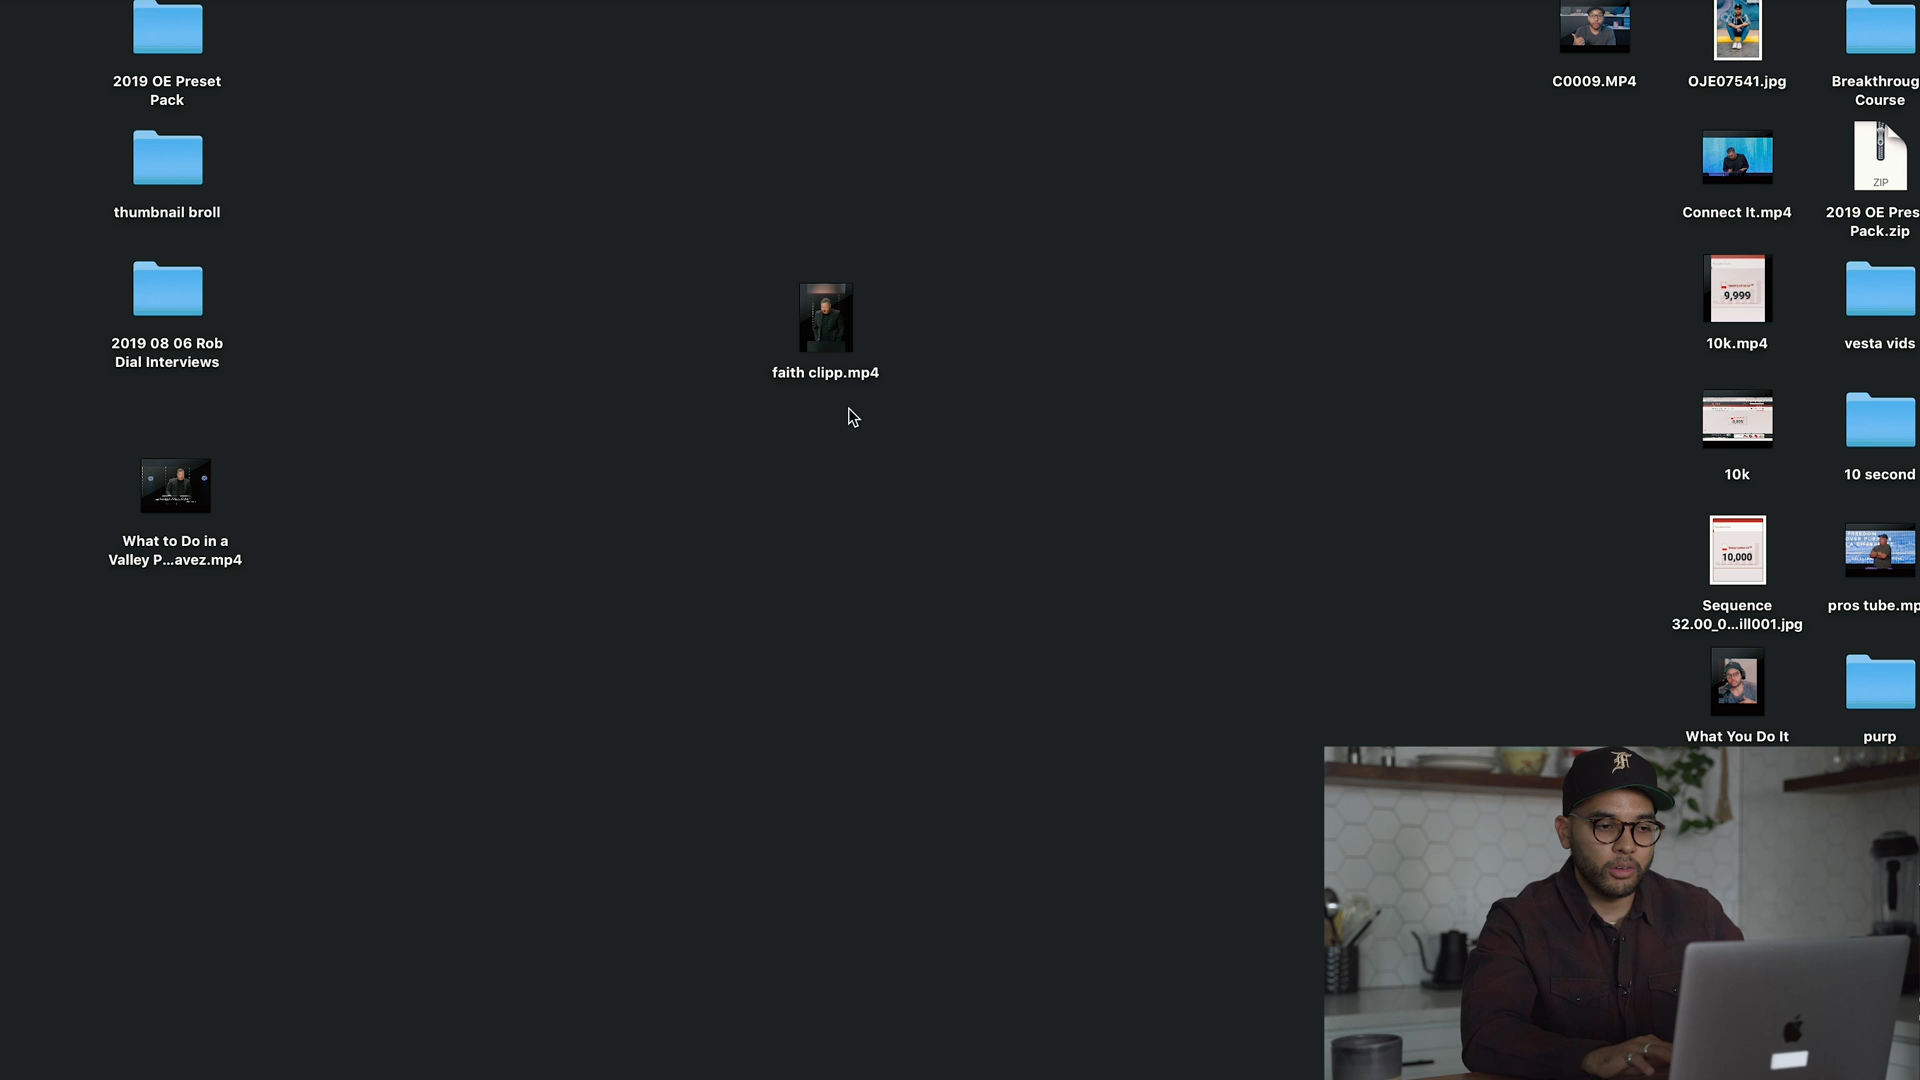 2019 OE Preset
Pack
thumbnail broll
2019 08 06 Rob
Dial Interviews
What to Do in a
Valley P...avez.mp4
faith clipp.mp4
C0009.MP4
OJE07541.jpg
Breakthroug
Course
Connect It.mp4
ZIP
2019 OE Pres
Pack.zip
9,999
10k.mp4
vesta vids
10k
10 second
10,000
Sequence
32.00_0...ill001.jpg
FREEDOM
OVER
pros tube.mp
What You Do It
purp